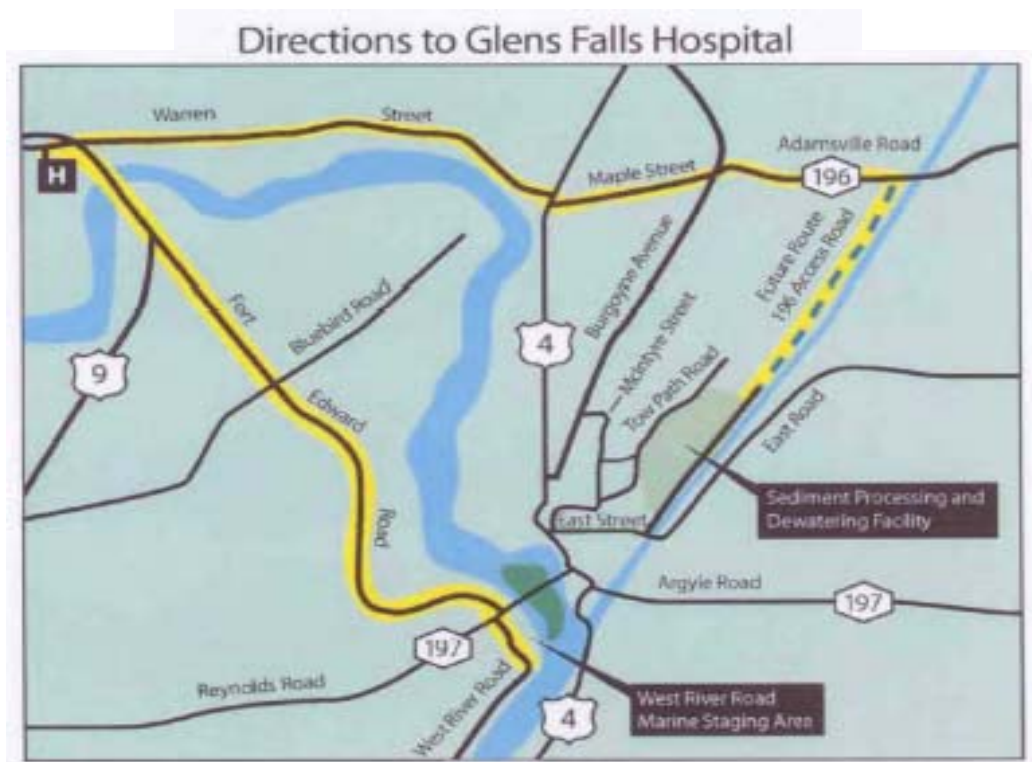 Directions to Glens Falls Hospital
Warren Street
Adamsville Road
Maple Street
196
H
Future Route
196 Access Road
Burgoyne Avenue
Fort Edward Road
Bluebird Road
4
McIntyre Street
9
Tow Path Road
East Road
Sediment Processing and
Dewatering Facility
East Street
Argyle Road
197
197
Reynolds Road
West River Road
West River Road
Marine Staging Area
4